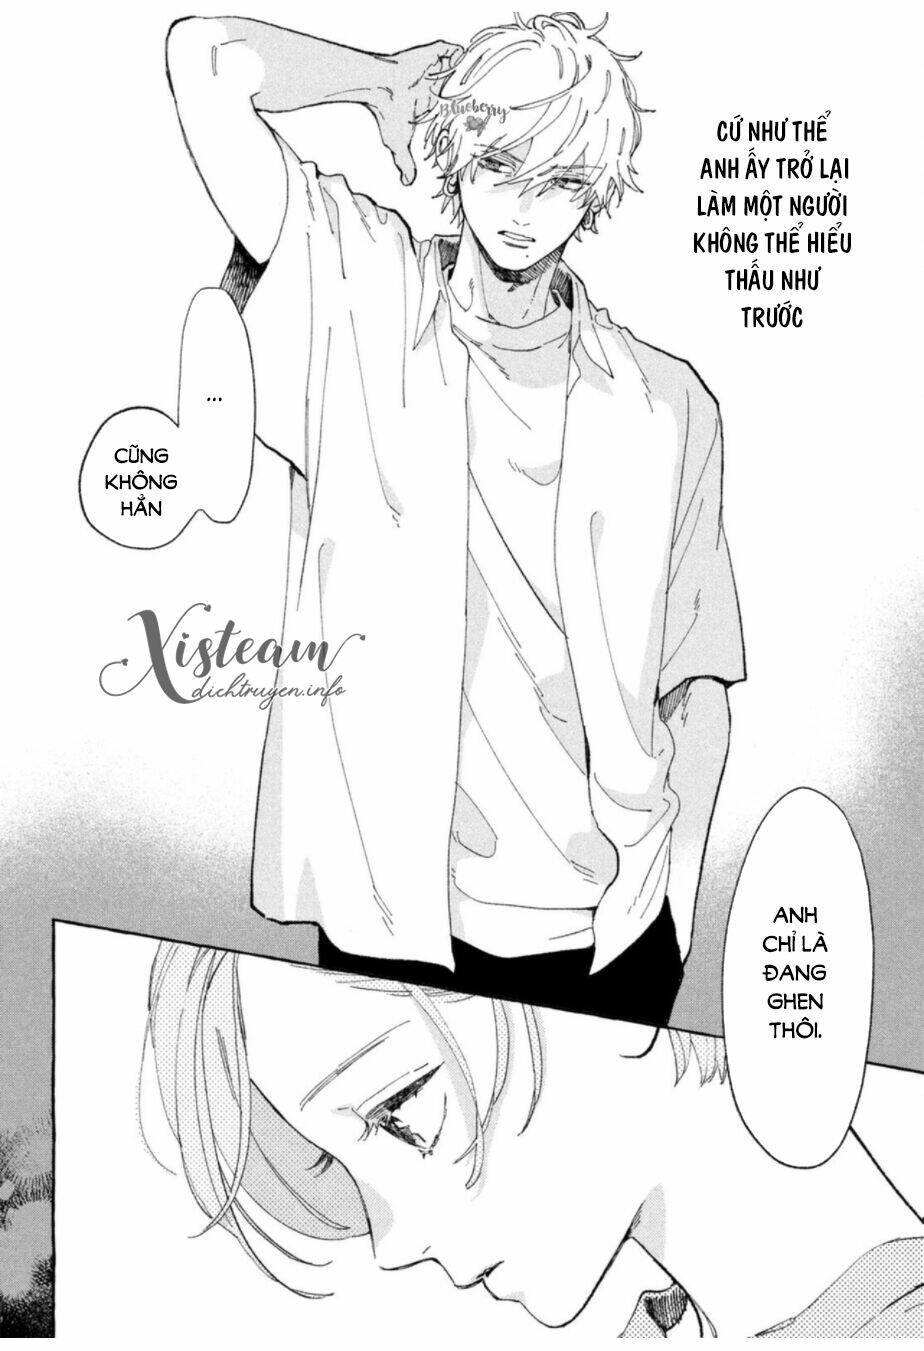 Blueberry
CỨ NHƯ THỂ
ANH ẤY TRỞ LẠI
LÀM MỘT NGƯỜI
KHÔNG THỂ HIỂU
THẤU NHƯ
TRƯỚC
...
CŨNG
KHÔNG
HẲN
Xisteam
dichtruyen.info
ANH
CHỈ LÀ
ĐANG
GHEN
THÔI.